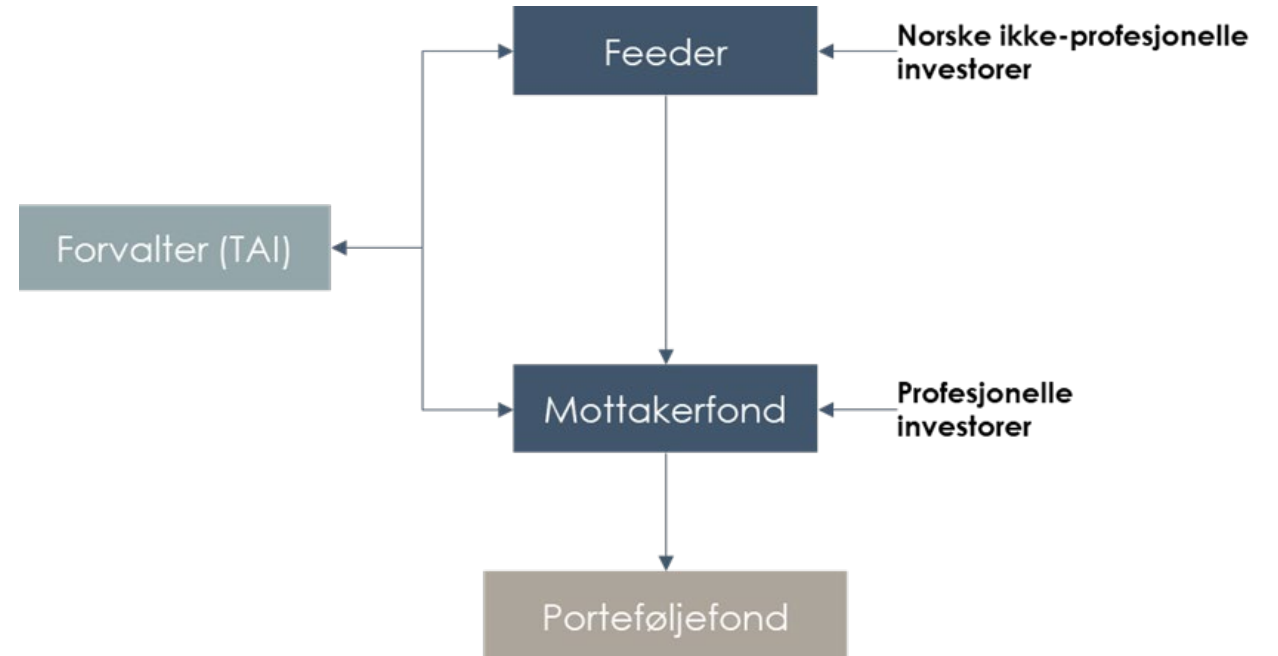 Feeder
Norske ikke-profesjonelle
investorer
Forvalter (TAI)
Mottakerfond
Profesjonelle
investorer
Porteføljefond